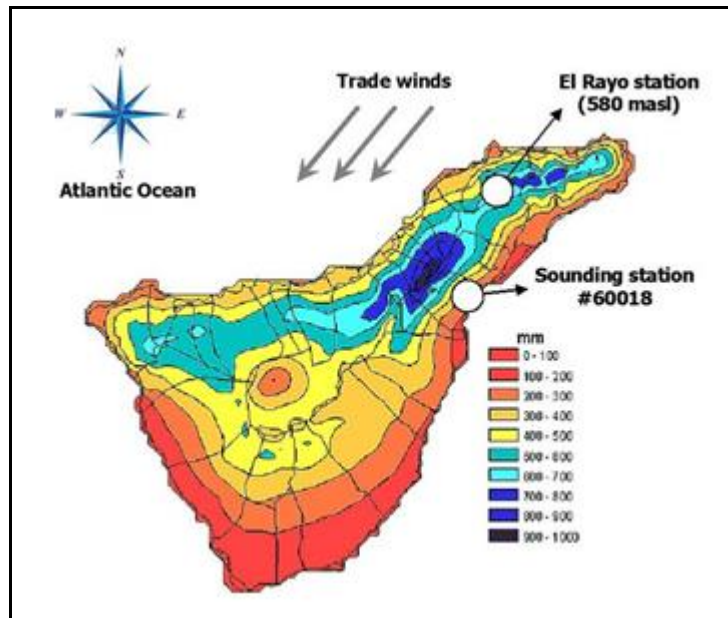 N
W
E
S
Atlantic Ocean
Trade winds
El Rayo station
(580 masl)
Sounding station
#60018
mm
0 - 100
100 - 200
200 - 300
300 - 400
400 - 500
500 - 600
600 - 700
700 - 800
800 - 900
900 - 1000